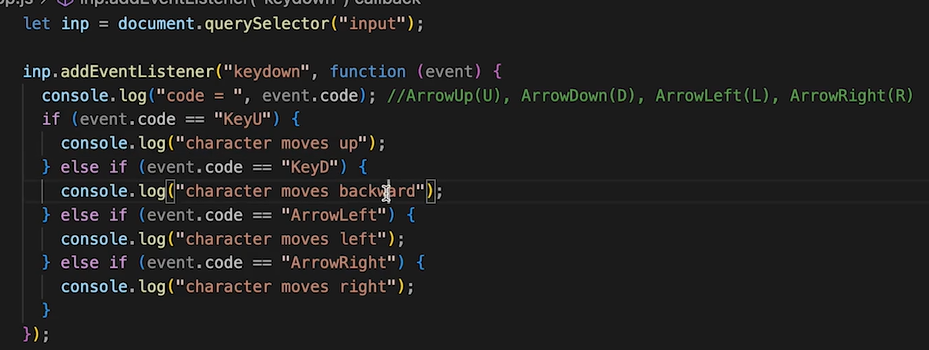 inp.addEventListener("keydown") callback
let inp = document.querySelector("input");
inp.addEventListener("keydown", function (event) {
console.log("code = ", event.code); //ArrowUp(U), ArrowDown(D), ArrowLeft(L), ArrowRight(R)
if (event.code == "KeyU") {
console.log("character moves up");
} else if (event.code == "KeyD") {
console.log("character moves backward");
} else if (event.code == "ArrowLeft") {
console.log("character moves left");
} else if (event.code == "ArrowRight") {
console.log("character moves right");
}
});